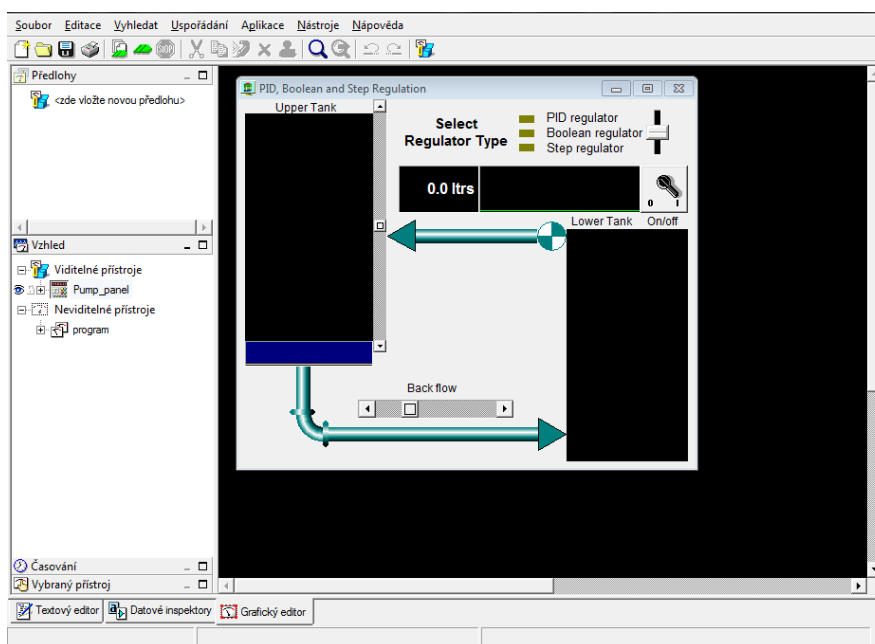 Soubor Editace Vyhledat Uspořádání Aplikace Nástroje Nápověda
STOP
Předlohy
<zde vložte novou předlohu>
Vzhled
Viditelné přístroje
Pump_panel
Neviditelné přístroje
program
Časování
Vybraný přístroj
PID, Boolean and Step Regulation
Upper Tank
Select
Regulator Type
PID regulator
Boolean regulator
Step regulator
0.0 ltrs
0 1
Lower Tank On/off
Back flow
Textový editor Datové inspektory Grafický editor